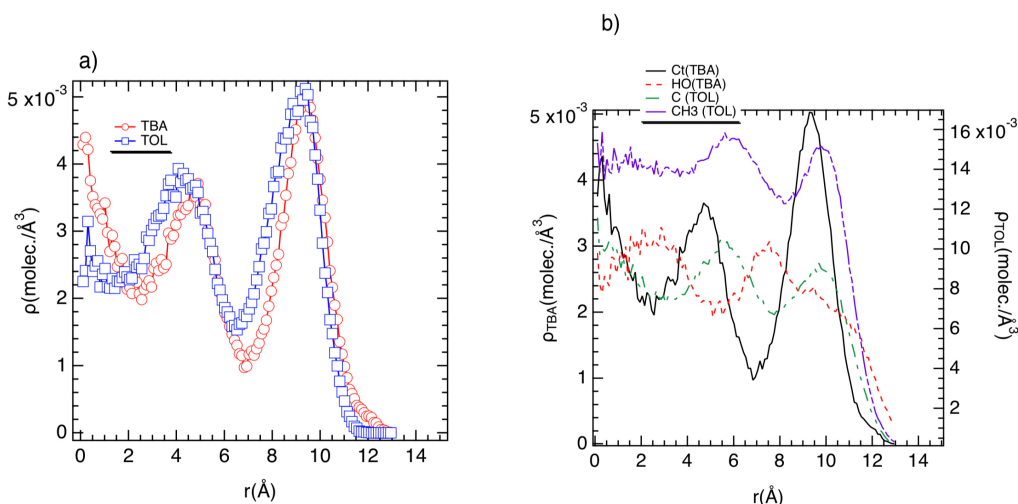 a)
5 x10⁻³
4
3
2
1
0
ρ(molec./Å³)
TBA
TOL
0 2 4 6 8 10 12 14
r(Å)
b)
Ct(TBA)
HO(TBA)
C (TOL)
CH3 (TOL)
5 x10⁻³
4
3
2
1
0
ρTBA(molec./Å³)
16 x10⁻³
14
12
10
8
6
4
2
ρTOL(molec./Å³)
0 2 4 6 8 10 12 14
r(Å)